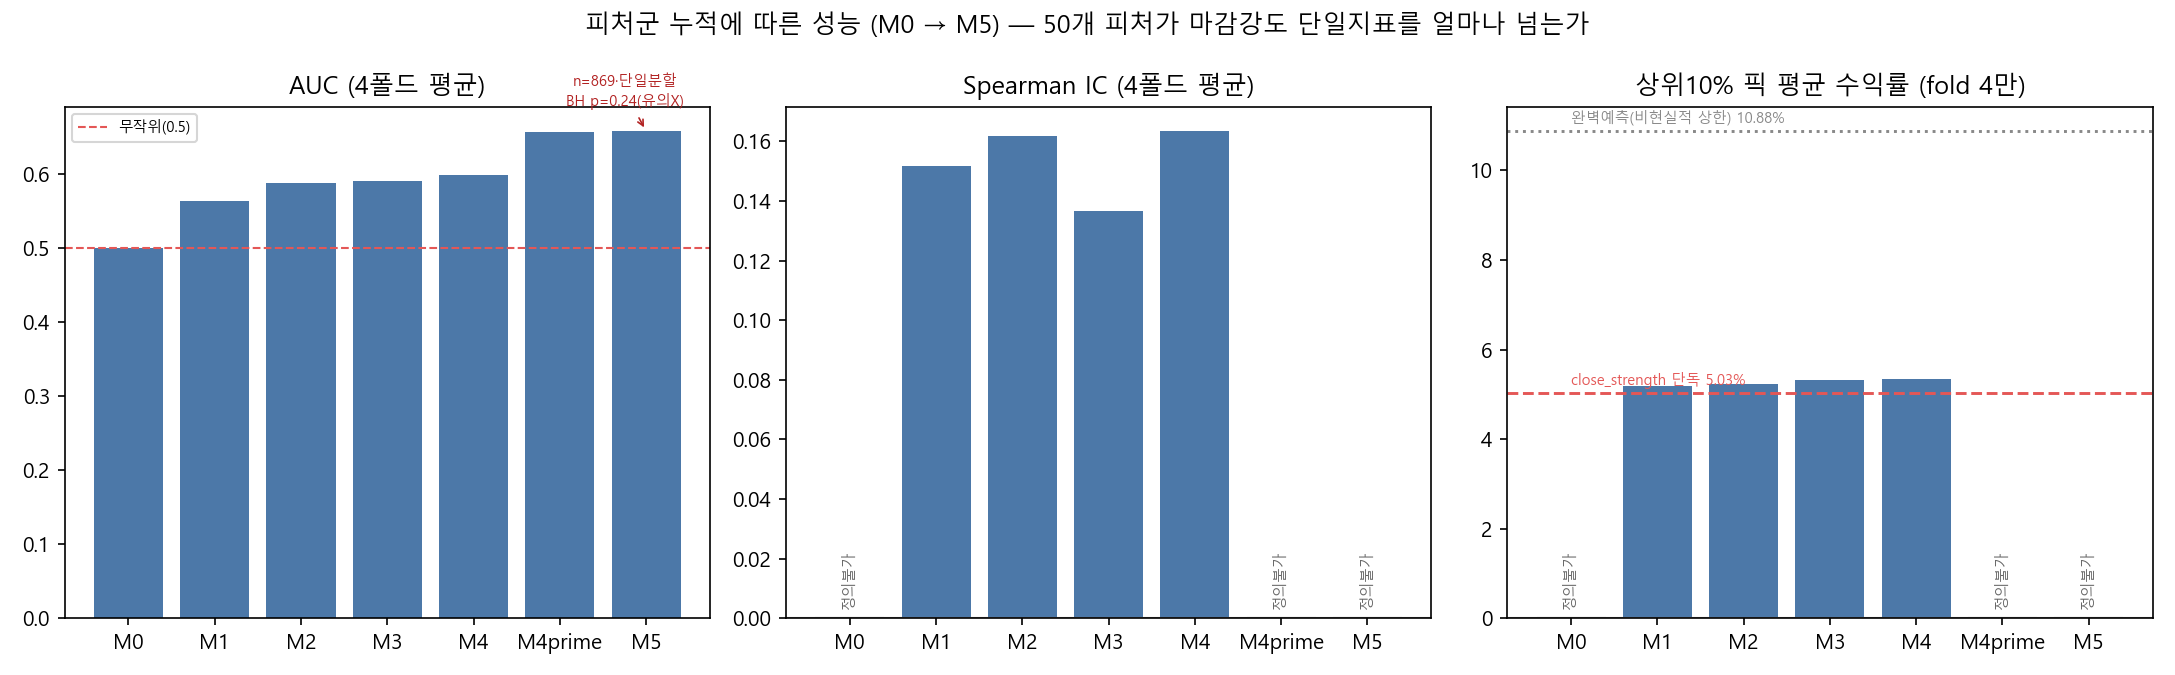 피처군 누적에 따른 성능 (M0 → M5) — 50개 피처가 마감강도 단일지표를 얼마나 넘는가
AUC (4폴드 평균)
n=869·단일분할
BH p=0.24(유의X)
무작위(0.5)
0.6
0.5
0.4
0.3
0.2
0.1
0.0
M0 M1 M2 M3 M4 M4prime M5
Spearman IC (4폴드 평균)
0.16
0.14
0.12
0.10
0.08
0.06
0.04
0.02
0.00
정의불가
정의불가
정의불가
M0 M1 M2 M3 M4 M4prime M5
상위10% 픽 평균 수익률 (fold 4만)
완벽예측(비현실적 상한) 10.88%
close_strength 단독 5.03%
10
8
6
4
2
0
정의불가
정의불가
정의불가
M0 M1 M2 M3 M4 M4prime M5